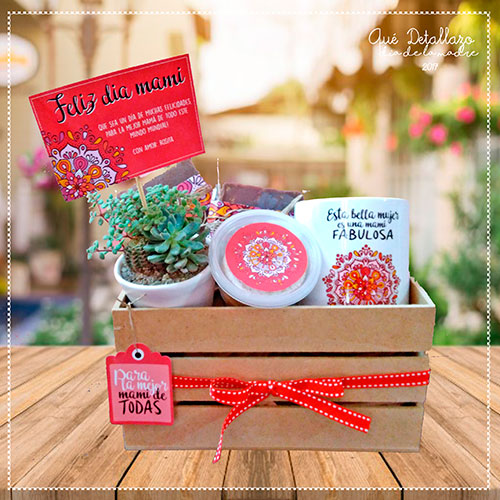 Qué Detallazo
día de la madre
2017
Feliz día mamí
QUE SEA UN DÍA DE MUCHAS FELICIDADES
PARA LA MEJOR MAMÁ DE TODO ESTE
MUNDO MUNDIAL!
CON AMOR: ROSITA
Esta bella mujer
es una mami
FABULOSA
Para
la mejor
mami de
TODAS